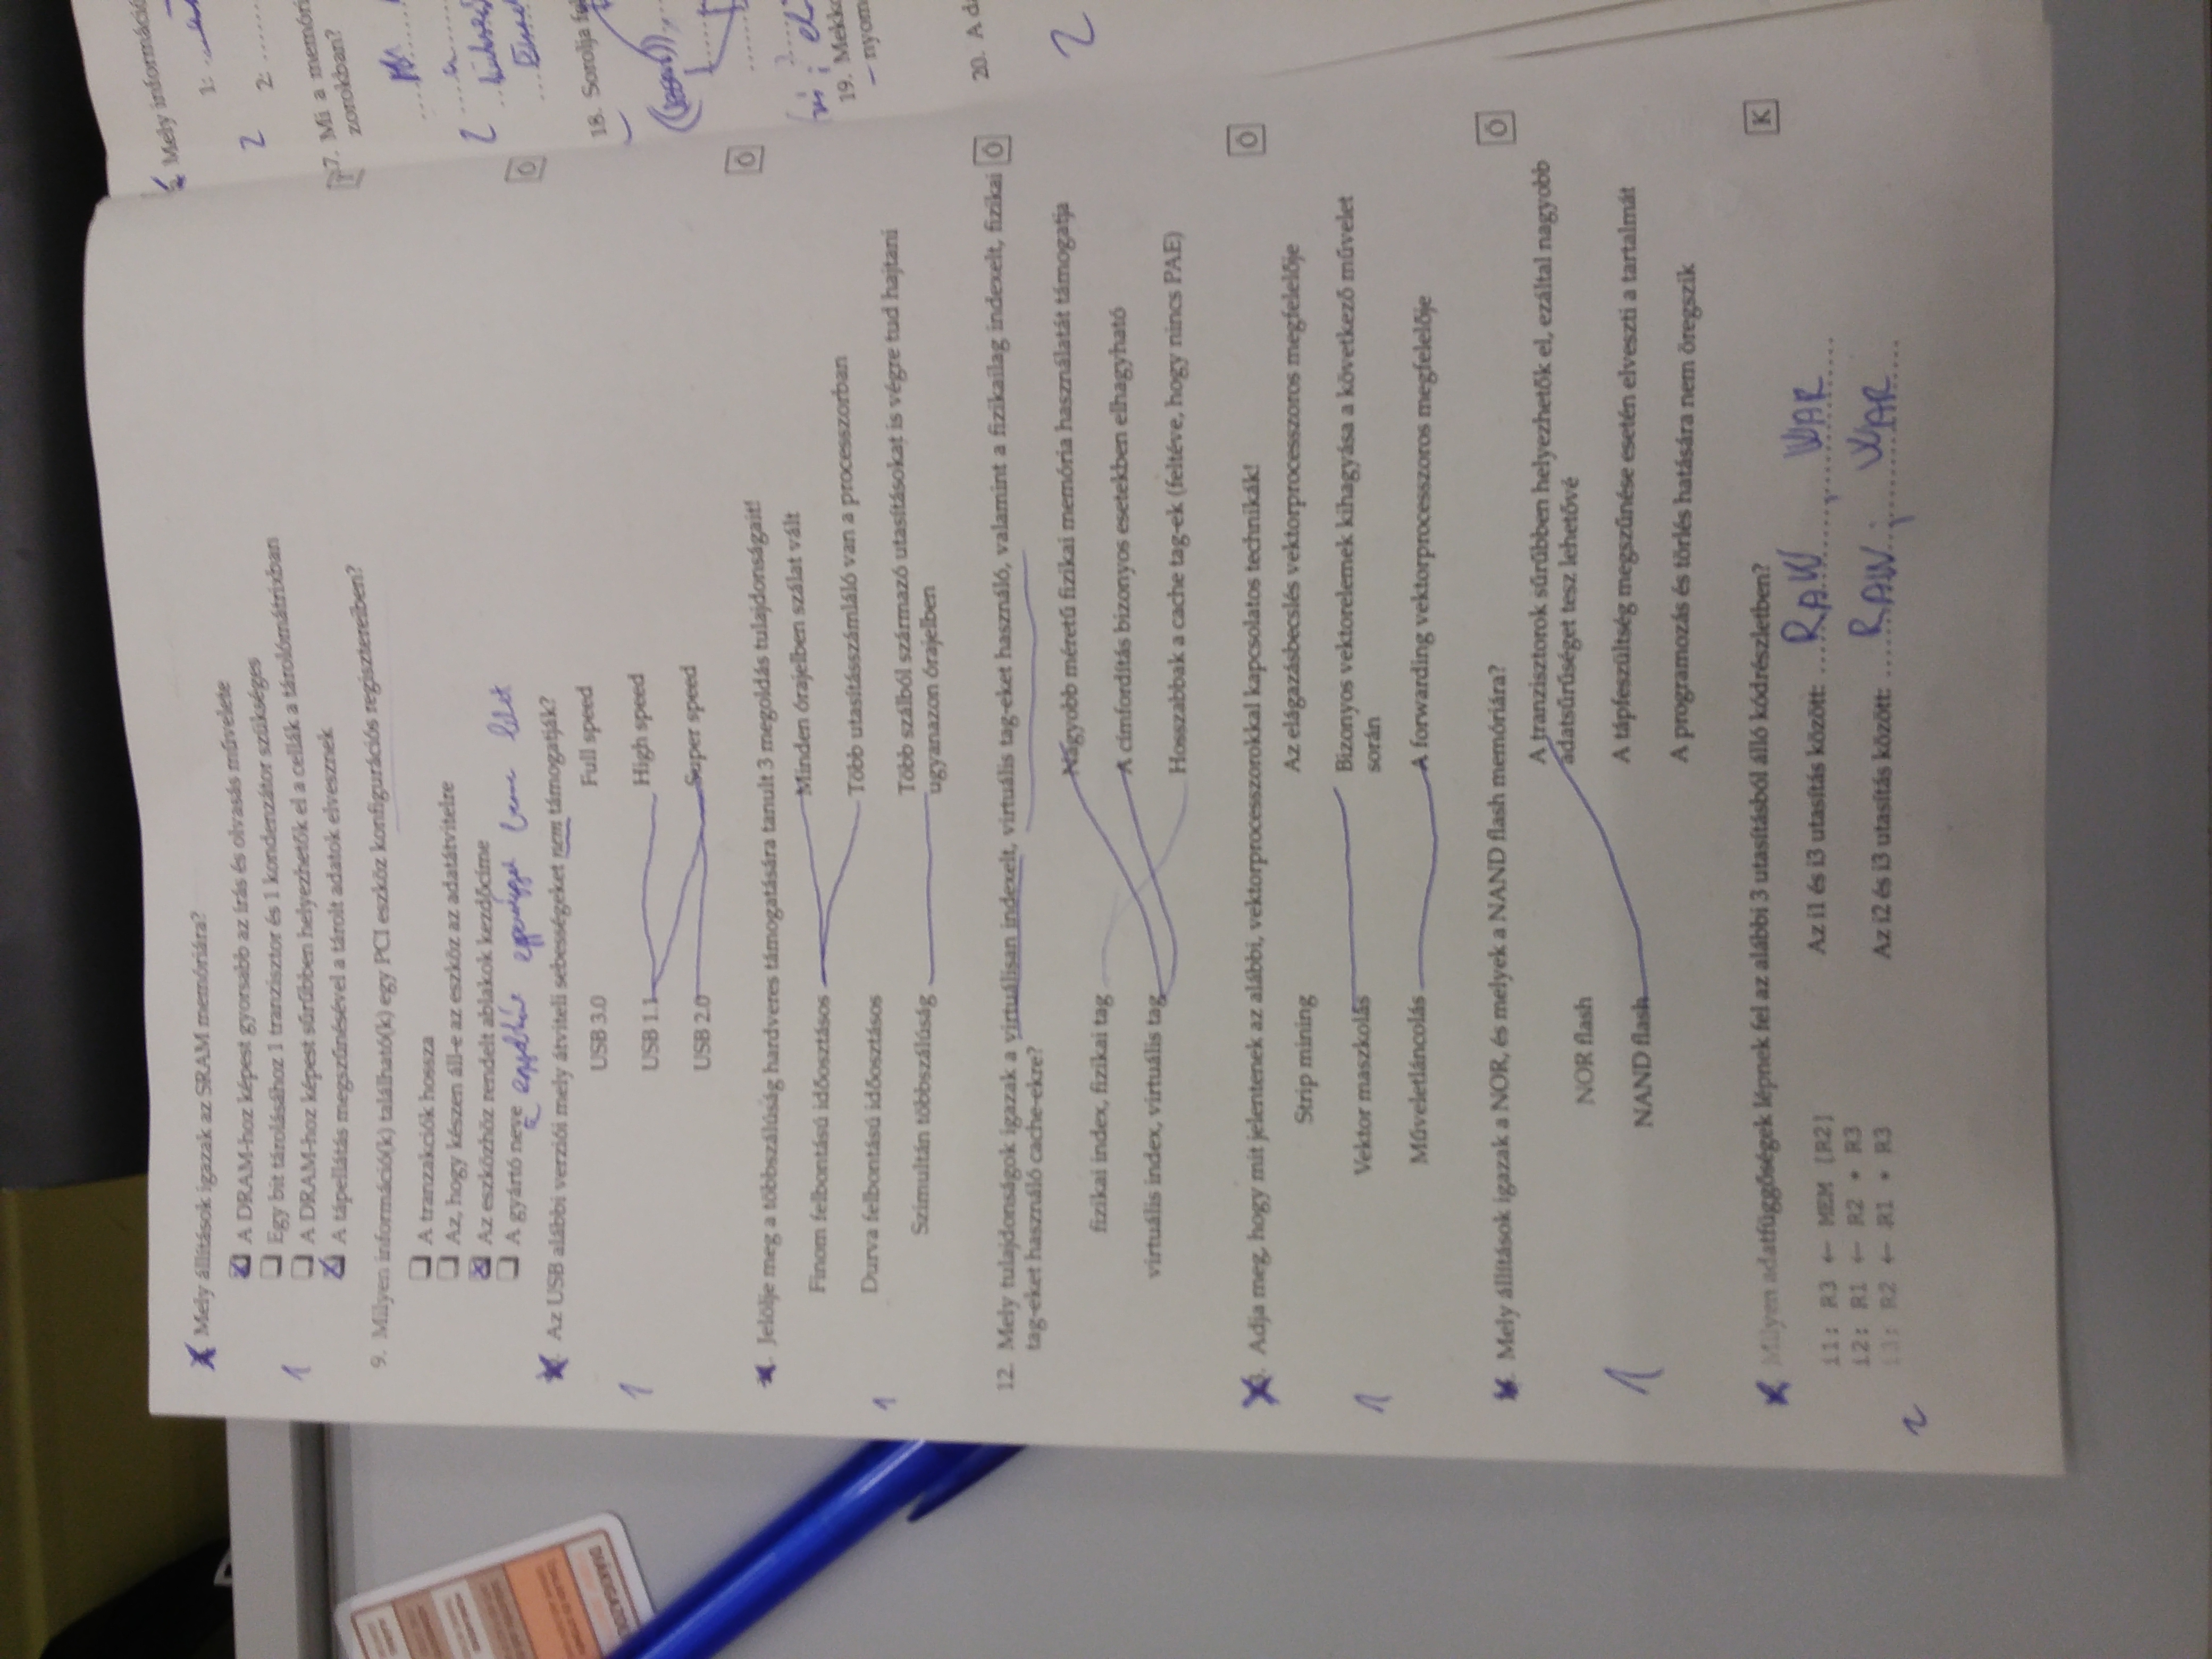 Mely állítások igazak az SRAM memóriára?
A DRAM-hoz képest gyorsabb az írás és olvasás művelete
Egy bit tárolásához 1 tranzisztor és 1 kondenzátor szükséges
1
A DRAM-hoz képest sűrűbben helyezhetők el a cellák a tárolómátrixban
A tápellátás megszűnésével a tárolt adatok elvesznek
9. Milyen információ(k) található(k) egy PCI eszköz konfigurációs regisztereiben?
A tranzakciók hossza
Az, hogy készen áll-e az eszköz az adatátvitelre
Az eszközhöz rendelt ablakok kezdőcíme
A gyártó neve
Az USB alábbi verziói mely átviteli sebességeket nem támogatják?
USB 3.0 Full speed
1
USB 1.1 High speed
USB 2.0 Super speed
Jelölje meg a többszálúság hardveres támogatására tanult 3 megoldás tulajdonságait!
Finom felbontású időosztásos Minden órajelben szálat vált
Több utasításszámláló van a processzorban
Durva felbontású időosztásos
1
Szimultán többszálúság Több szálból származó utasításokat is végre tud hajtani
ugyanazon órajelben
12. Mely tulajdonságok igazak a virtuálisan indexelt, virtuális tag-eket használó, valamint a fizikailag indexelt, fizikai
tag-eket használó cache-ekre?
Nagyobb méretű fizikai memória használatát támogatja
fizikai index, fizikai tag
A címfordítás bizonyos esetekben elhagyható
virtuális index, virtuális tag
Hosszabbak a cache tag-ek (feltéve, hogy nincs PAE)
Adja meg, hogy mit jelentenek az alábbi, vektorprocesszorokkal kapcsolatos technikák!
Strip mining Az elágazásbecslés vektorprocesszoros megfelelője
1
Vektor maszkolás Bizonyos vektorelemek kihagyása a következő művelet
során
Műveletláncolás A forwarding vektorprocesszoros megfelelője
Mely állítások igazak a NOR, és melyek a NAND flash memóriára?
A tranzisztorok sűrűbben helyezhetők el, ezáltal nagyobb
adatsűrűséget tesz lehetővé
NOR flash
1
NAND flash A tápfeszültség megszűnése esetén elveszti a tartalmát
A programozás és törlés hatására nem öregszik
Milyen adatfüggőségek lépnek fel az alábbi 3 utasításból álló kódrészletben?
K
i1: R3 ← MEM [R2] Az i1 és i3 utasítás között: RAW, WAR
i2: R1 ← R2 * R3
i3: R2 ← R1 * R3 Az i2 és i3 utasítás között: RAW; WAR
2
Ö
Ö
Ö
Ö
Ö
Mely információ
1:
2
2:
7. Mi a memóri
zorokban?
2
18. Sorolja fel
19. Mekko
nyom
20. A d
2